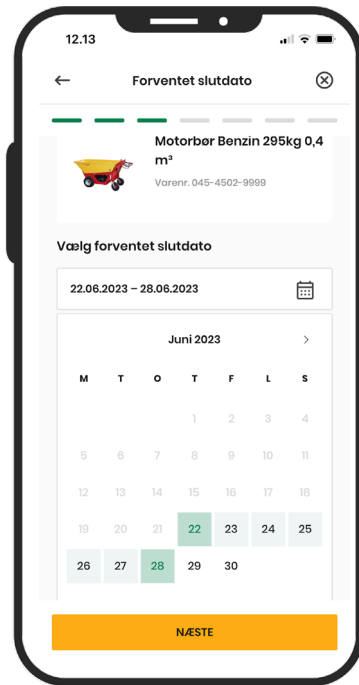 12.13
Forventet slutdato
Motorbør Benzin 295kg 0,4
m³
Varenr. 045-4502-9999
Vælg forventet slutdato
22.06.2023 – 28.06.2023
Juni 2023
M T O T F L S
1 2 3 4
5 6 7 8 9 10 11
12 13 14 15 16 17 18
19 20 21 22 23 24 25
26 27 28 29 30
NÆSTE